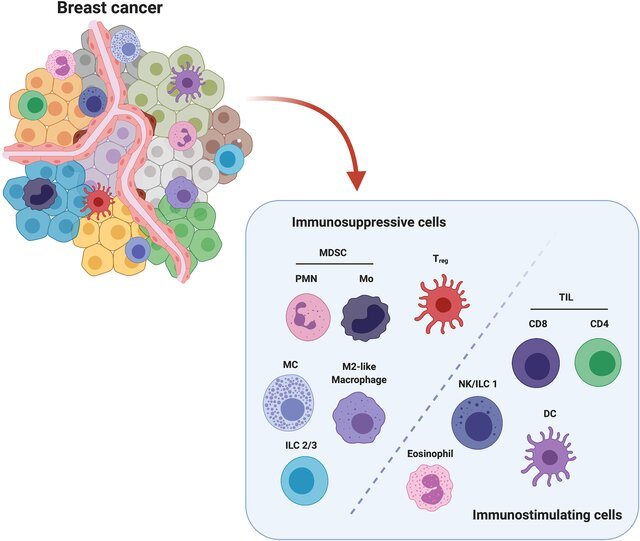 Breast cancer
Immunosuppressive cells
MDSC
PMN
Mo
Treg
TIL
CD8
CD4
MC
M2-like
Macrophage
NK/ILC 1
DC
ILC 2/3
Eosinophil
Immunostimulating cells